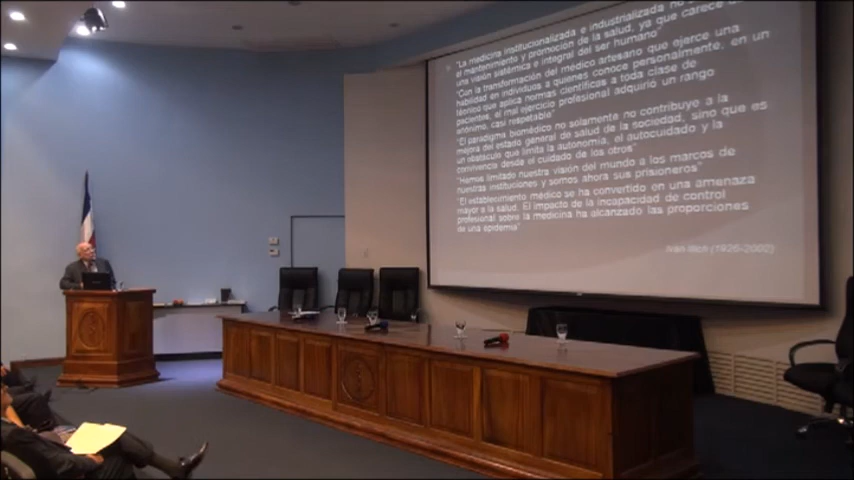 "La medicina institucionalizada e industrializada no
el mantenimiento y promoción de la salud, ya que carece
una visión sistémica e integral del ser humano"
"Con la transformación del médico artesano que ejerce una
habilidad en individuos a quienes conoce personalmente, en un
técnico que aplica normas científicas a toda clase de
pacientes, el mal ejercicio profesional adquirió un rango
anónimo, casi respetable"
"El paradigma biomédico no solamente no contribuye a la
mejora del estado general de salud de la sociedad, sino que es
un obstáculo que limita la autonomía, el autocuidado y la
convivencia desde el cuidado de los otros"
"Hemos limitado nuestra visión del mundo a los marcos de
nuestras instituciones y somos ahora sus prisioneros"
"El establecimiento médico se ha convertido en una amenaza
mayor a la salud. El impacto de la incapacidad de control
profesional sobre la medicina ha alcanzado las proporciones
de una epidemia"
Iván Illich (1926-2002)